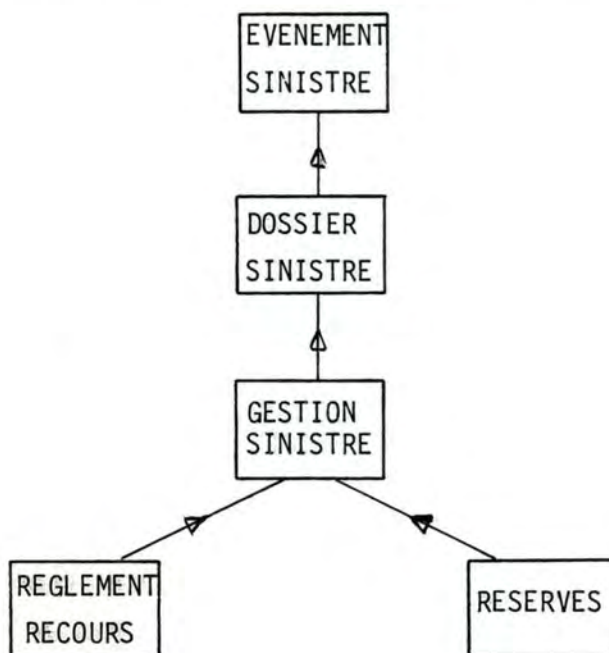 EVENEMENT
SINISTRE
DOSSIER
SINISTRE
GESTION
SINISTRE
REGLEMENT
RECOURS
RESERVES